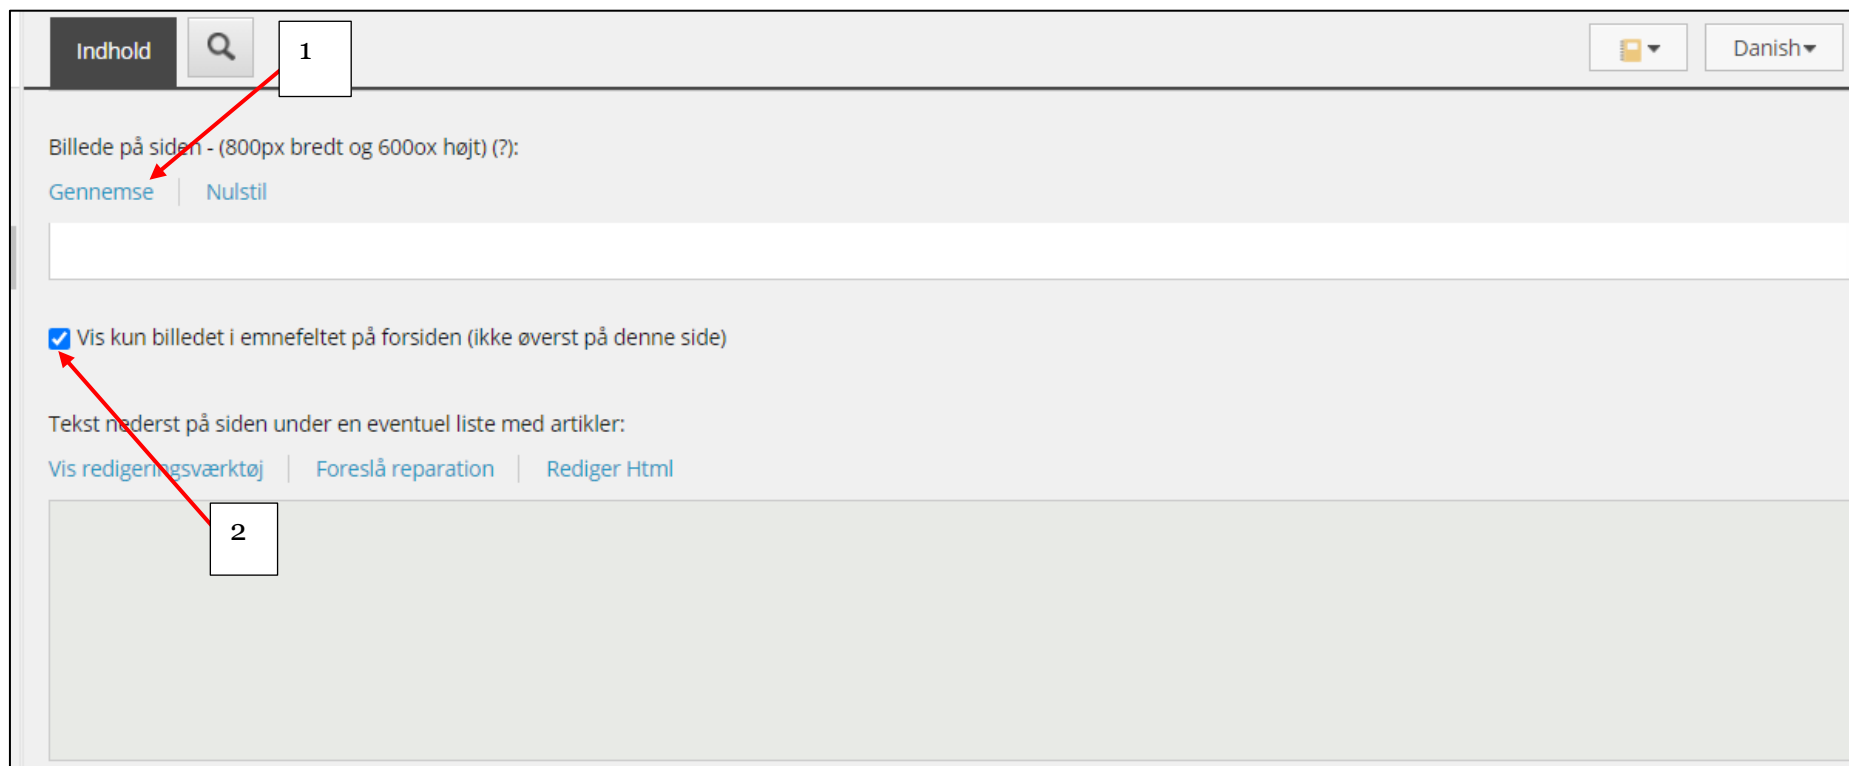 Indhold
1
Danish
Billede på siden - (800px bredt og 600ox højt) (?):
Gennemse Nulstil
Vis kun billedet i emnefeltet på forsiden (ikke øverst på denne side)
Tekst nederst på siden under en eventuel liste med artikler:
Vis redigeringsværktøj Foreslå reparation Rediger Html
2